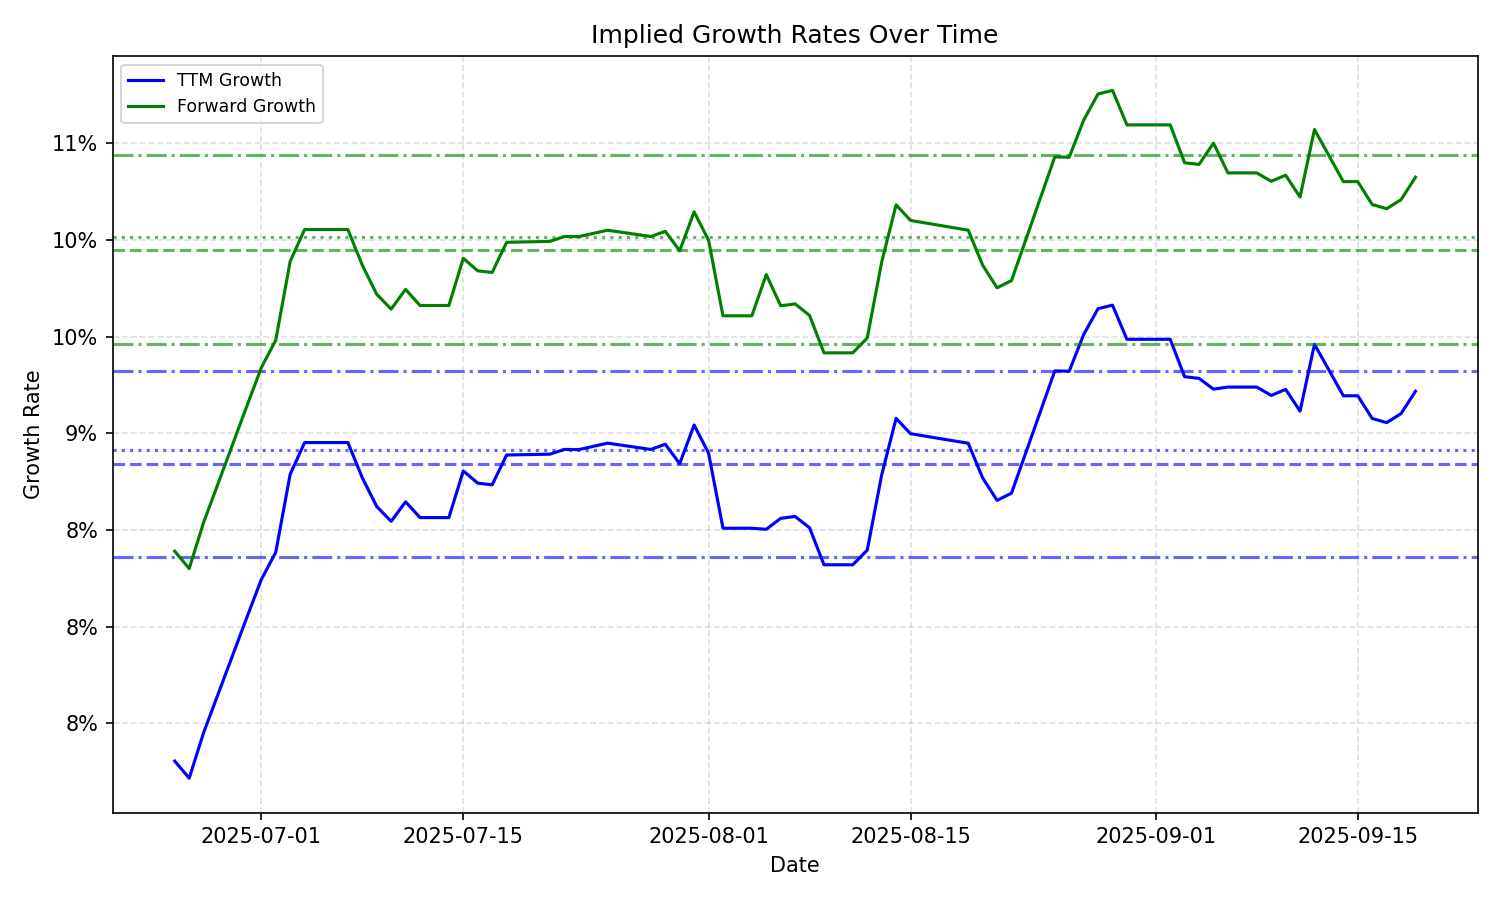 Implied Growth Rates Over Time
TTM Growth
Forward Growth
11%
10%
10%
9%
8%
8%
8%
Growth Rate
2025-07-01
2025-07-15
2025-08-01
2025-08-15
2025-09-01
2025-09-15
Date